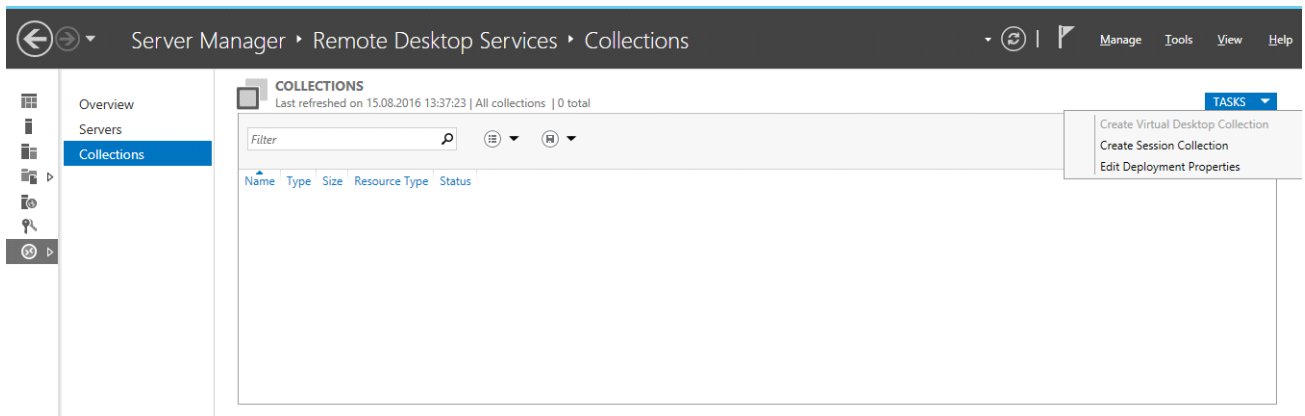 Server Manager ‣ Remote Desktop Services ‣ Collections
Manage Tools View Help
Overview
Servers
Collections
COLLECTIONS
Last refreshed on 15.08.2016 13:37:23 | All collections | 0 total
TASKS
Create Virtual Desktop Collection
Create Session Collection
Edit Deployment Properties
Filter
Name Type Size Resource Type Status